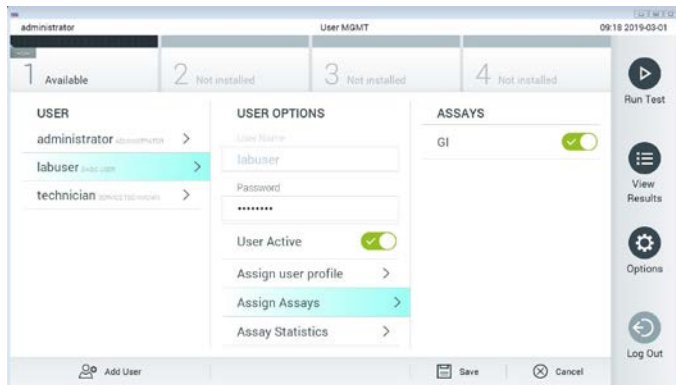 administrator User MGMT 09:18 2019-03-01
1 Available 2 Not installed 3 Not installed 4 Not installed
Run Test
USER USER OPTIONS ASSAYS
administrator
User Name
GI
labuser
labuser
View Results
technician
Password
••••••••
User Active
Options
Assign user profile
Assign Assays
Assay Statistics
Log Out
Add User Save Cancel